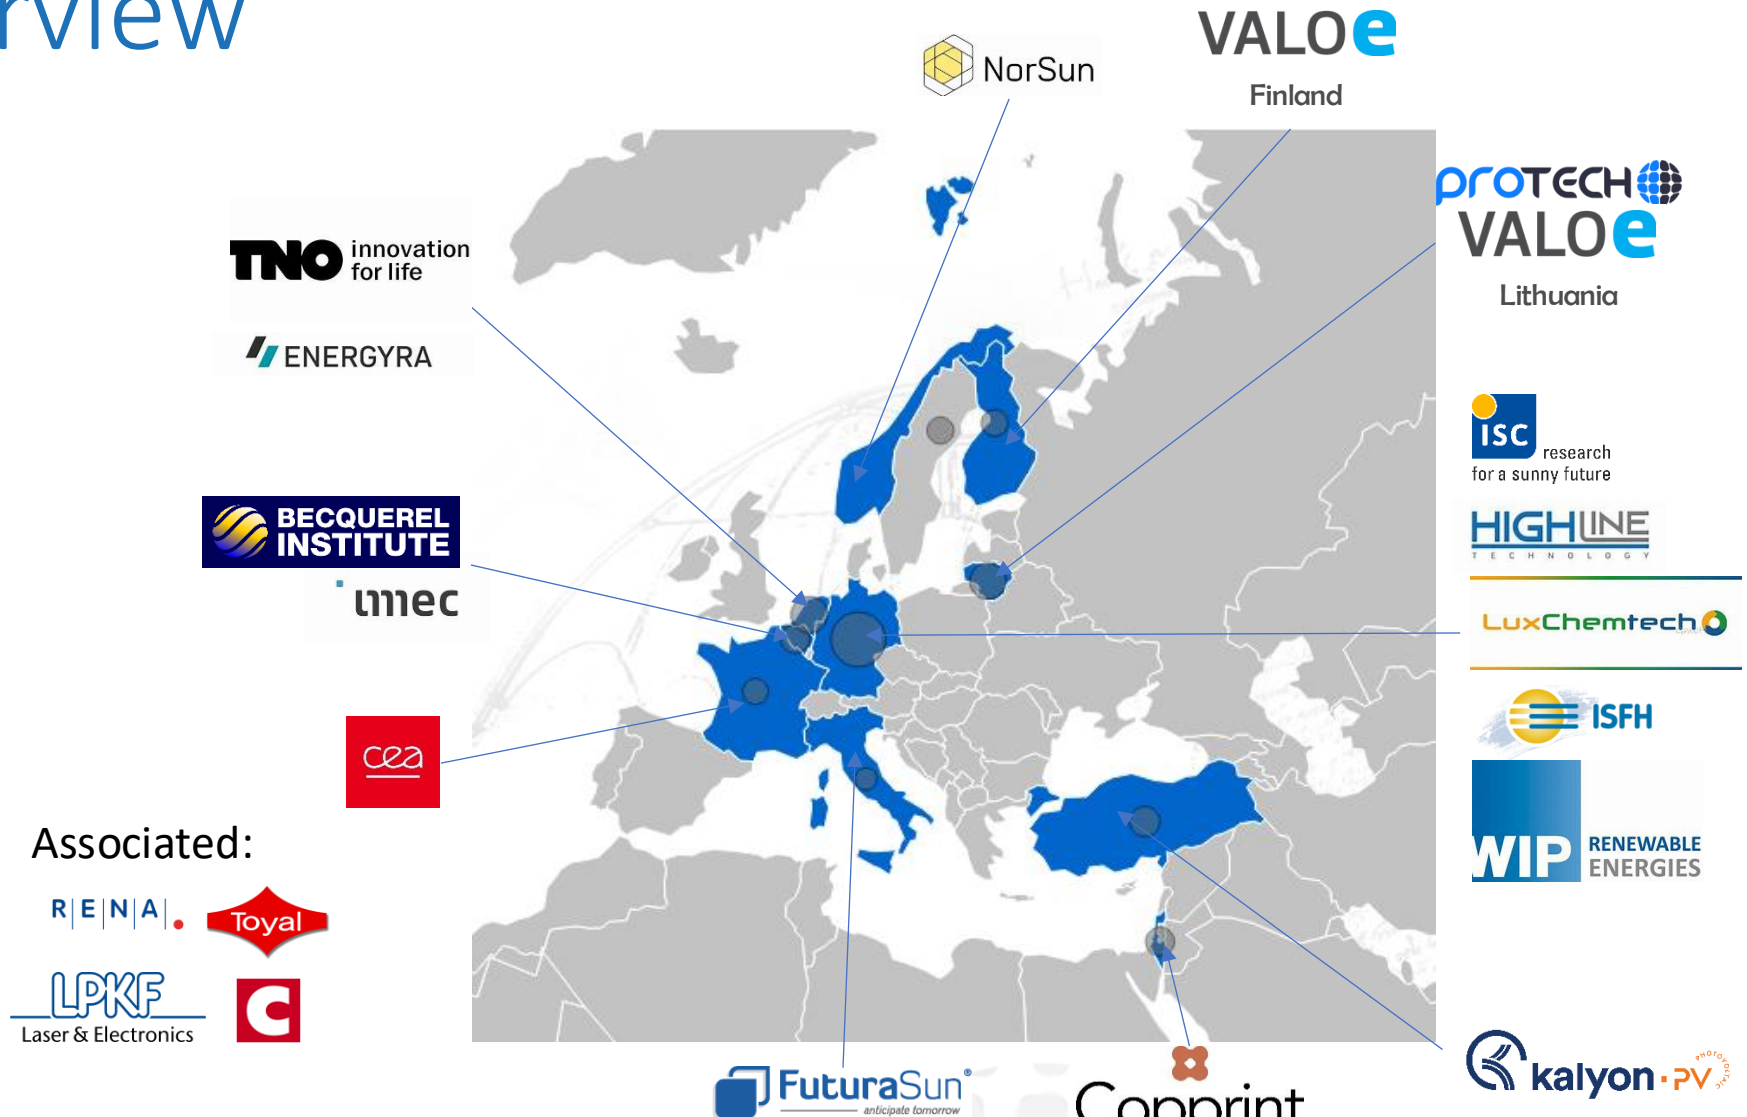 rview
NorSun
VALOe
Finland
PrOTECH
VALOe
Lithuania
TNO innovation
for life
ENERGYRA
ISC
research
for a sunny future
HIGHLINE
TECHNOLOGY
BECQUEREL
INSTITUTE
imec
LuxChemtech
ISFH
cea
WIP RENEWABLE
ENERGIES
Associated:
R|E|N|A|.
Toyal
LPKF
Laser & Electronics
C
FuturaSun®
anticipate tomorrow
Copprint
kalyon·PV
PHOTOVOLTAIC